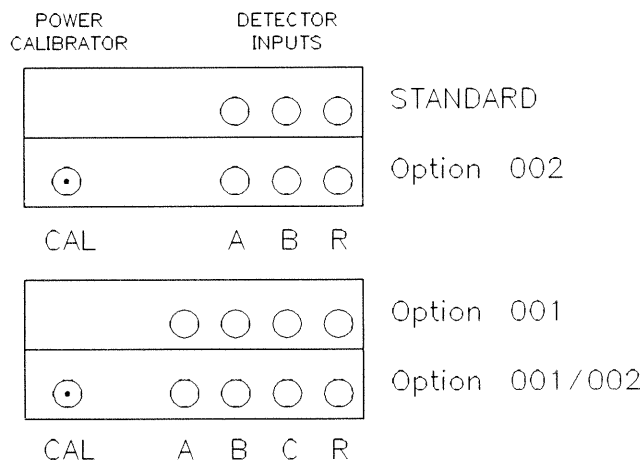 POWER CALIBRATOR
DETECTOR INPUTS
STANDARD
Option 002
CAL A B R
Option 001
Option 001/002
CAL A B C R